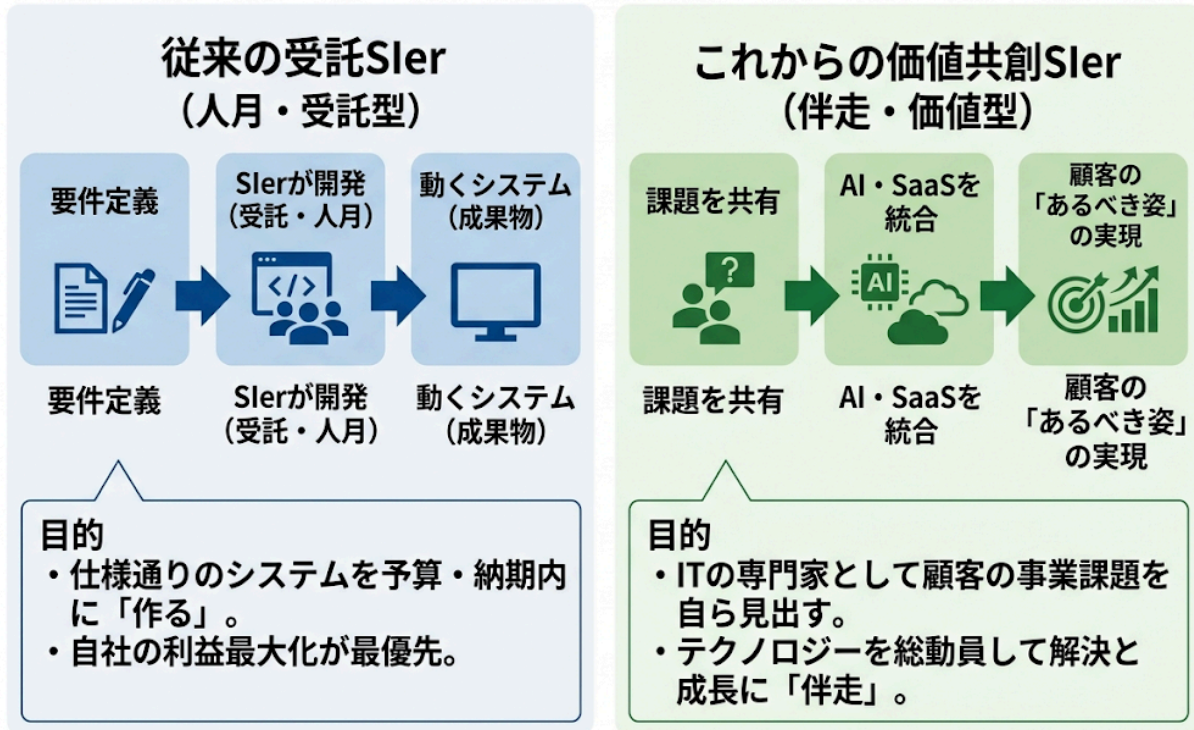 従来の受託SIer
（人月・受託型）
要件定義
SIerが開発
（受託・人月）
動くシステム
（成果物）
</>
要件定義
SIerが開発
（受託・人月）
動くシステム
（成果物）
目的
・仕様通りのシステムを予算・納期内
に「作る」。
・自社の利益最大化が最優先。
これからの価値共創SIer
（伴走・価値型）
課題を共有
AI・SaaSを
統合
顧客の
「あるべき姿」
の実現
?
AI
課題を共有
AI・SaaSを
統合
顧客の
「あるべき姿」
の実現
目的
・ITの専門家として顧客の事業課題を
自ら見出す。
・テクノロジーを総動員して解決と
成長に「伴走」。